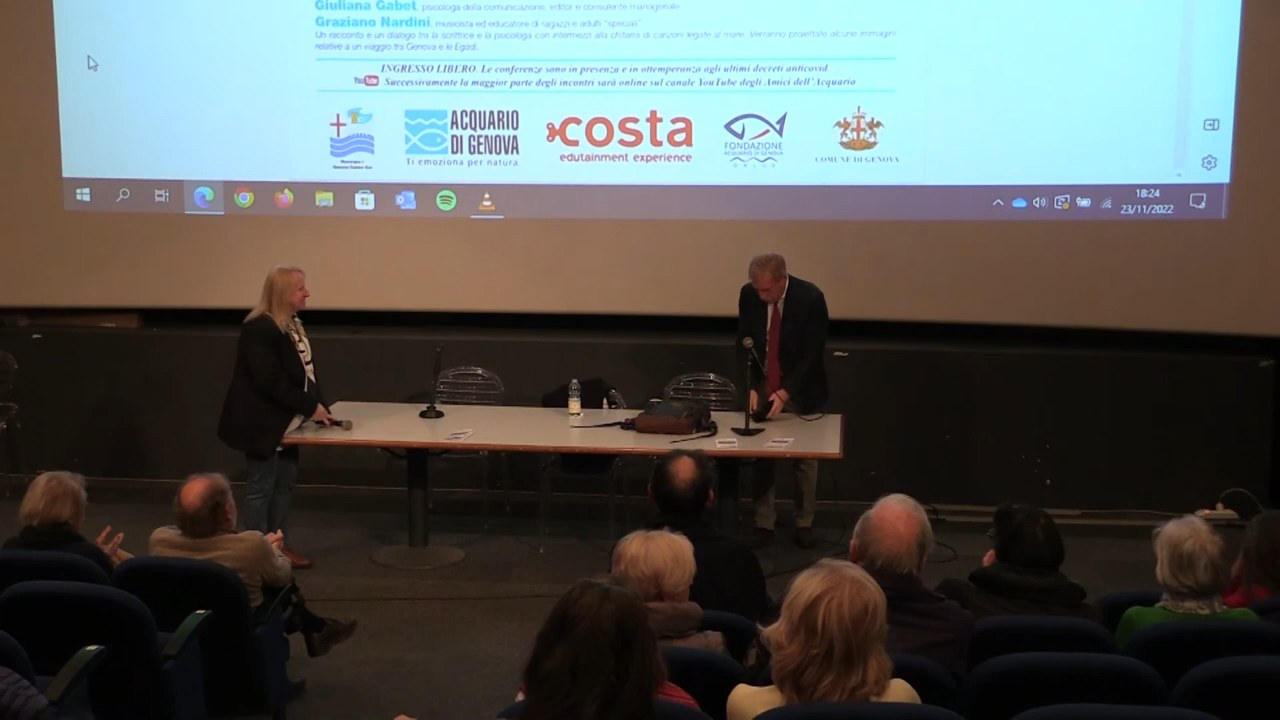 Giuliana Gabet, psicologa della comunicazione, editor e consulente manageriale
Graziano Nardini, musicista ed educatore di ragazzi e adulti "speciali"
Un racconto e un dialogo tra la scrittrice e la psicologa con intermezzi alla chitarra di canzoni legate al mare. Verranno proiettate alcune immagini
relative a un viaggio tra Genova e le Egadi.
INGRESSO LIBERO. Le conferenze sono in presenza e in ottemperanza agli ultimi decreti anticovid.
YouTube Successivamente la maggior parte degli incontri sarà online sul canale YouTube degli Amici dell'Acquario
ACQUARIO
DI GENOVA
Ti emoziona per natura.
costa
edutainment experience
FONDAZIONE
ACQUARIO DI GENOVA
ONLUS
COMUNE DI GENOVA
18:24
23/11/2022